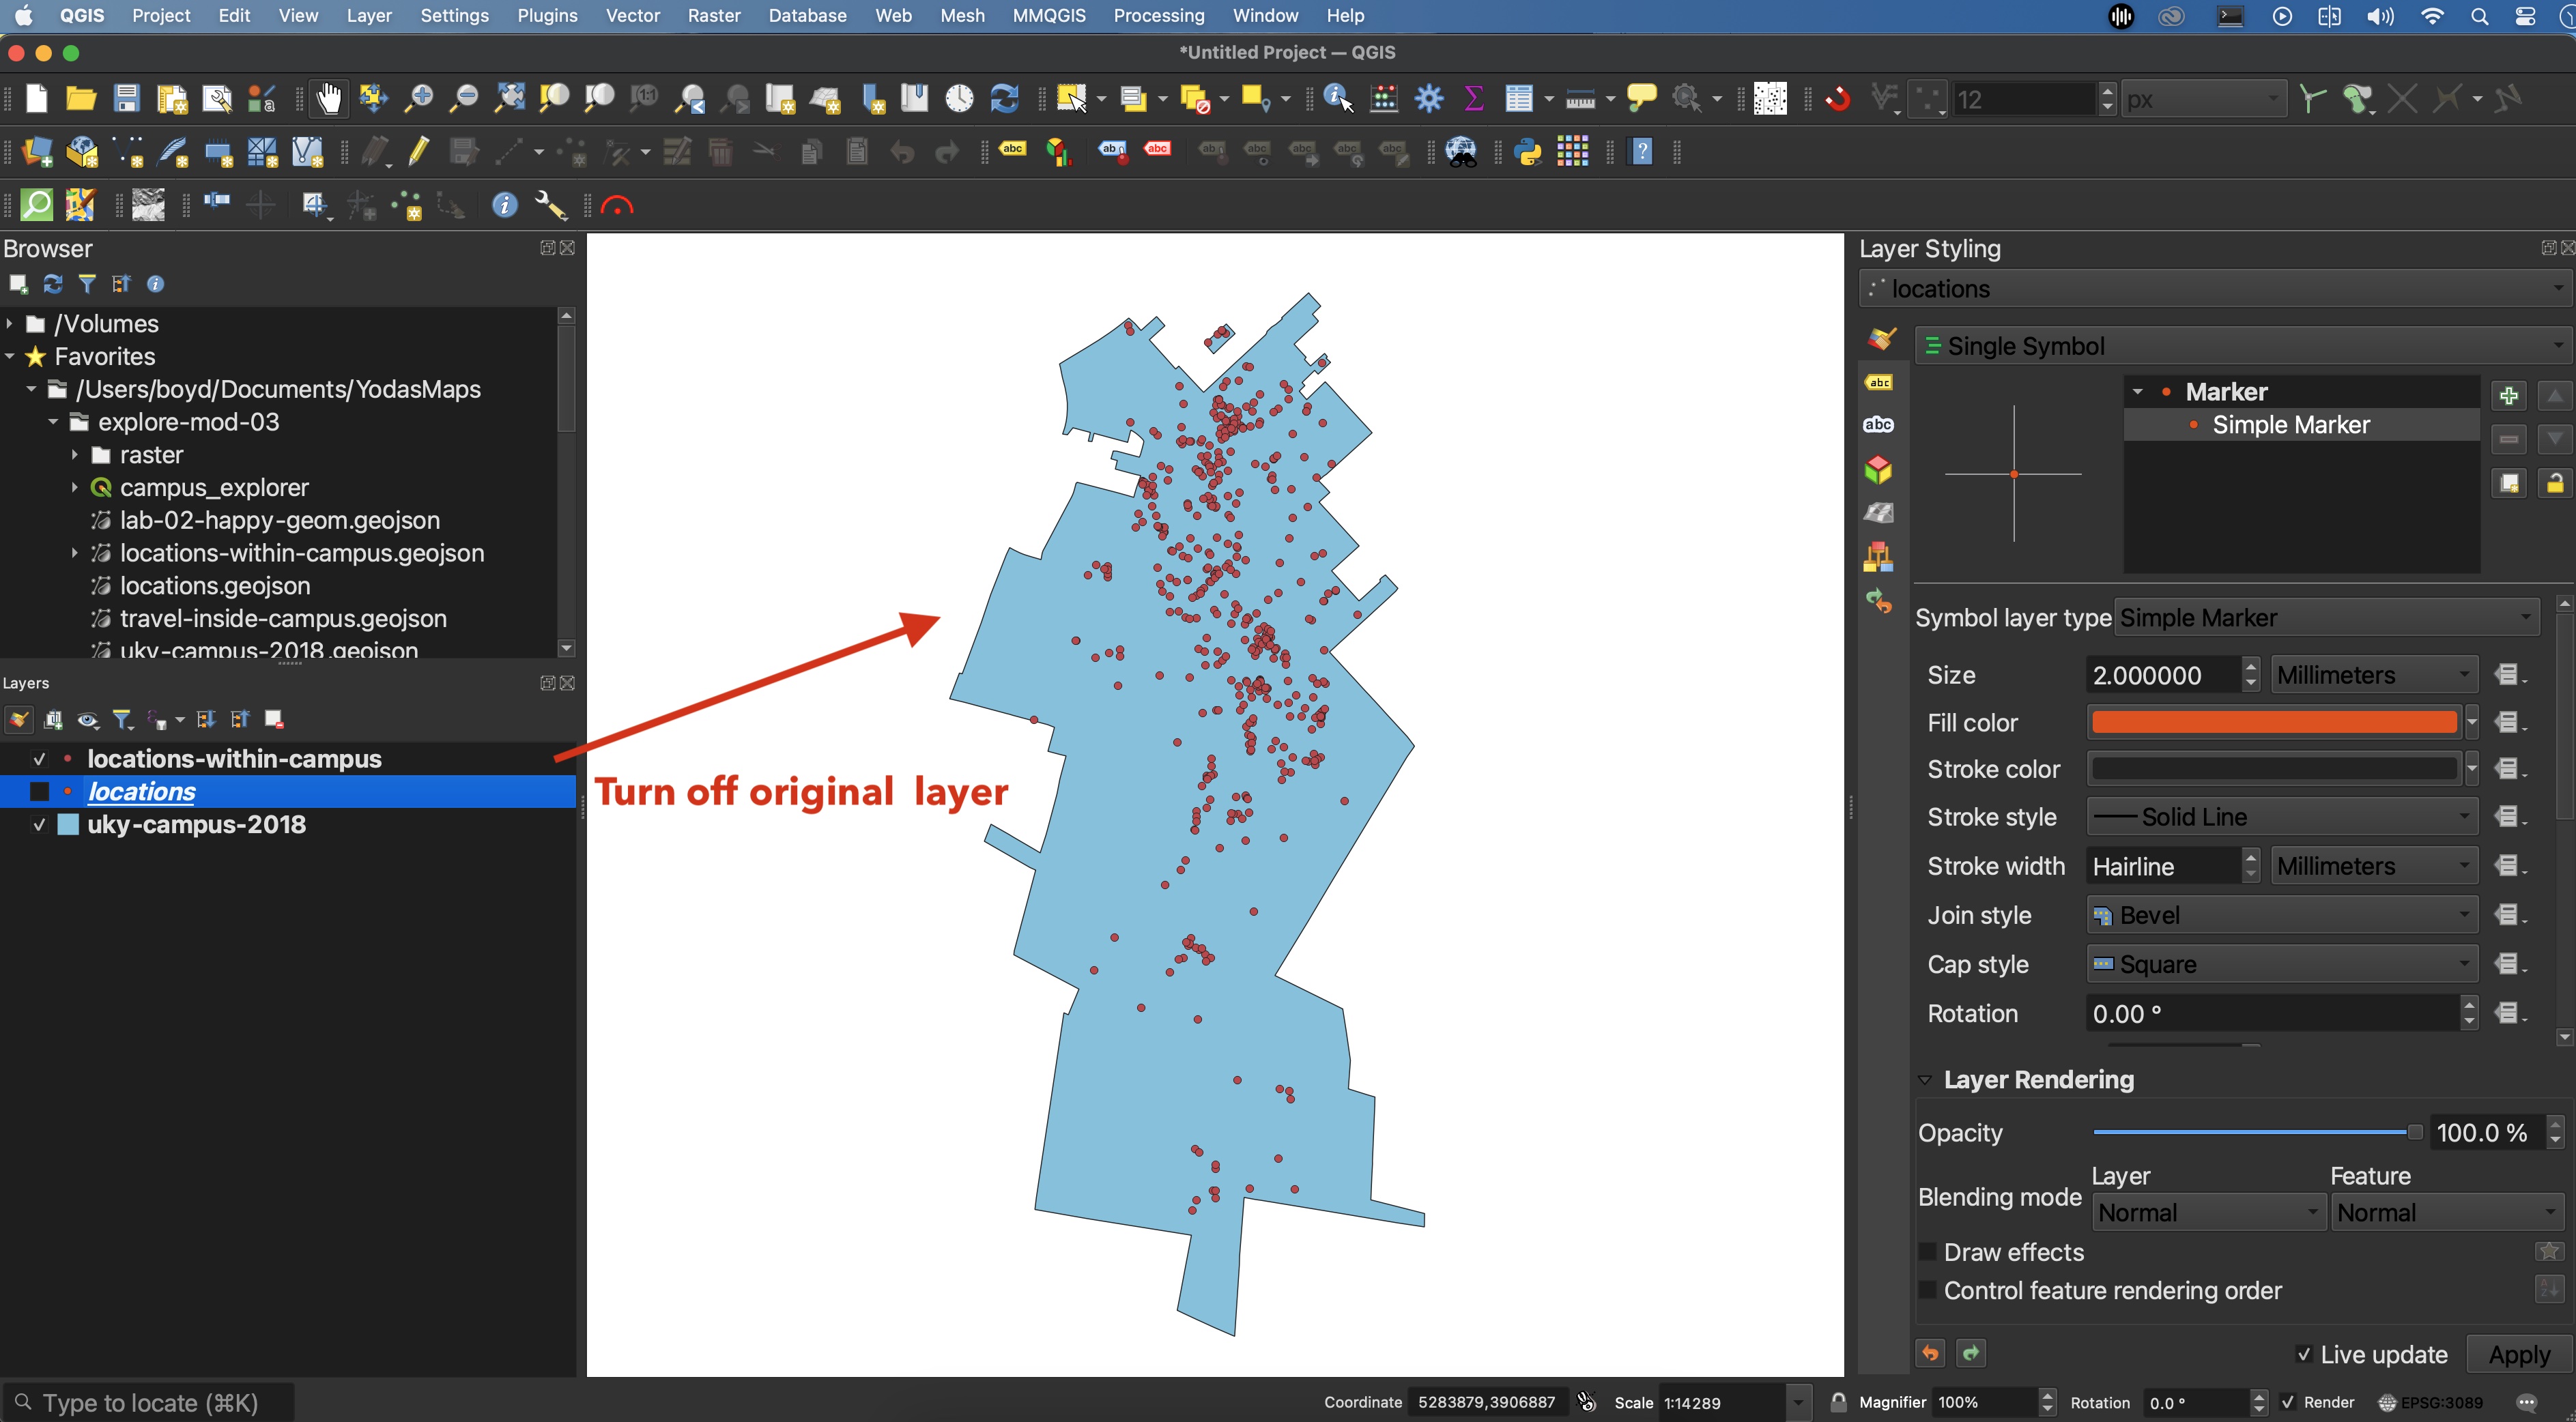 QGIS Project Edit View Layer Settings Plugins Vector Raster Database Web Mesh MMQGIS Processing Window Help
*Untitled Project — QGIS
12 px
Browser
/Volumes
Favorites
/Users/boyd/Documents/YodasMaps
explore-mod-03
raster
campus_explorer
lab-02-happy-geom.geojson
locations-within-campus.geojson
locations.geojson
travel-inside-campus.geojson
uky-campus-2018.geojson
Layers
locations-within-campus
locations
uky-campus-2018
Turn off original layer
Layer Styling
locations
Single Symbol
Marker
Simple Marker
Symbol layer type Simple Marker
Size 2.000000 Millimeters
Fill color
Stroke color
Stroke style Solid Line
Stroke width Hairline Millimeters
Join style Bevel
Cap style Square
Rotation 0.00 °
Layer Rendering
Opacity 100.0 %
Layer Feature
Blending mode Normal Normal
Draw effects
Control feature rendering order
Live update Apply
Type to locate (⌘K) Coordinate 5283879,3906887 Scale 1:14289 Magnifier 100% Rotation 0.0 ° Render EPSG:3089